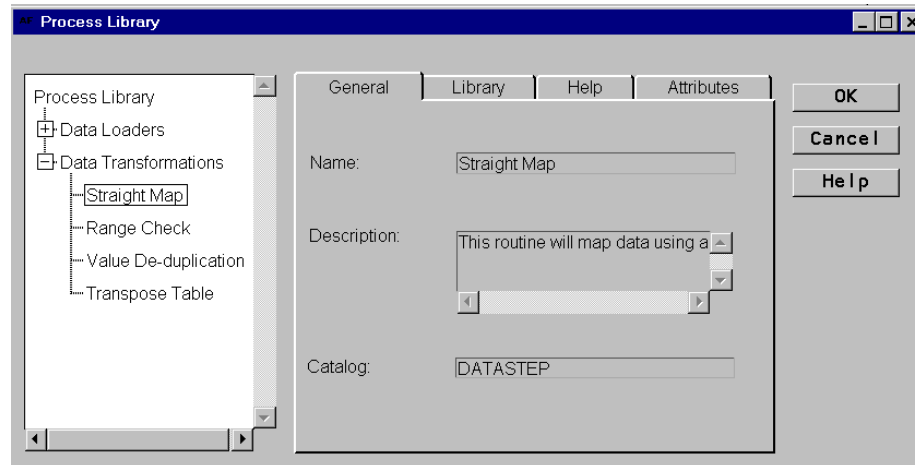 Process Library
Process Library
Data Loaders
Data Transformations
Straight Map
Range Check
Value De-duplication
Transpose Table
General Library Help Attributes
Name: Straight Map
Description: This routine will map data using a
Catalog: DATASTEP
OK
Cancel
Help